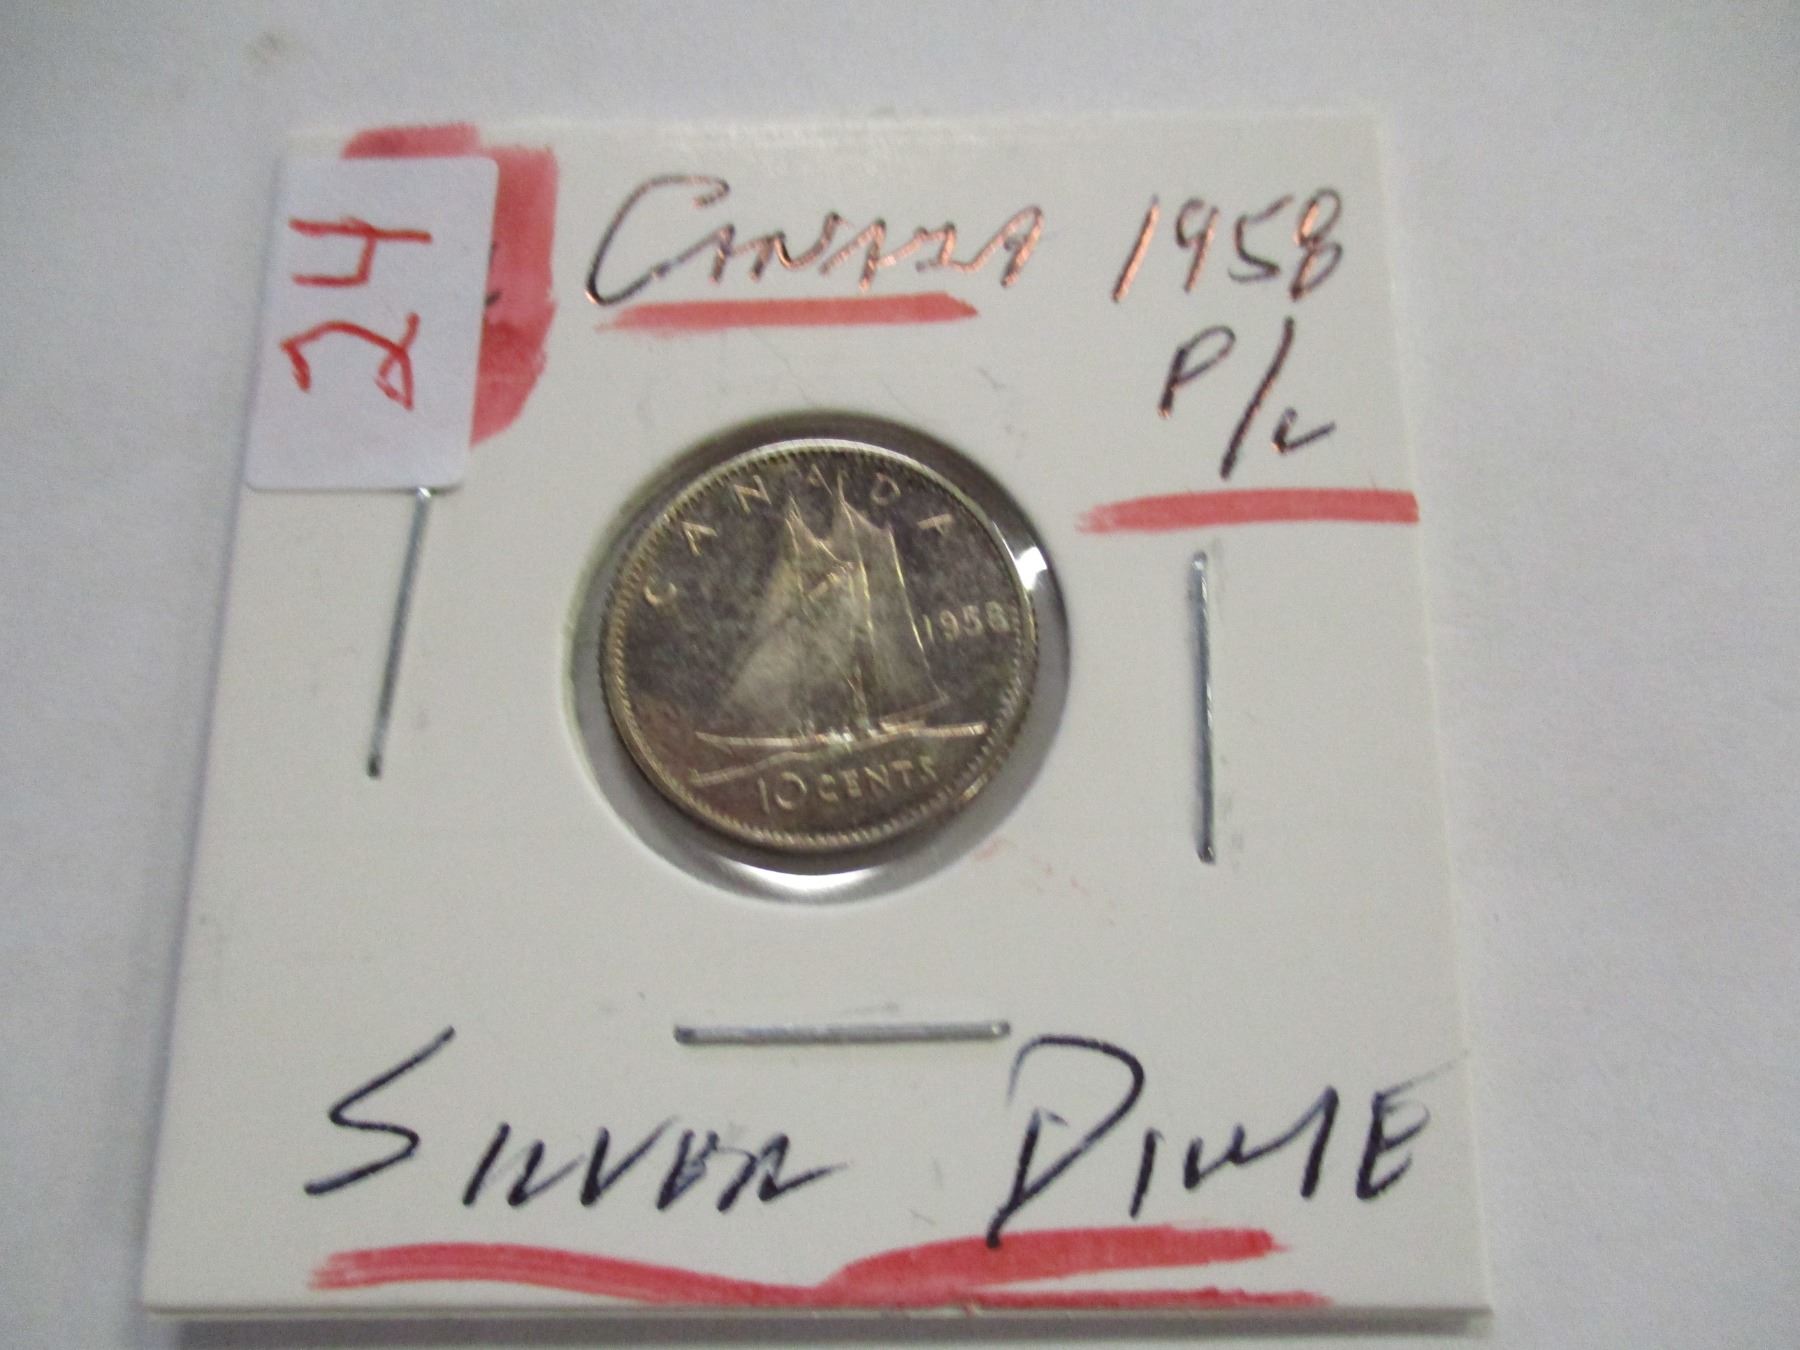 24
CANADA 1958
P/L
CANADA
1958
10 CENTS
SILVER DIME